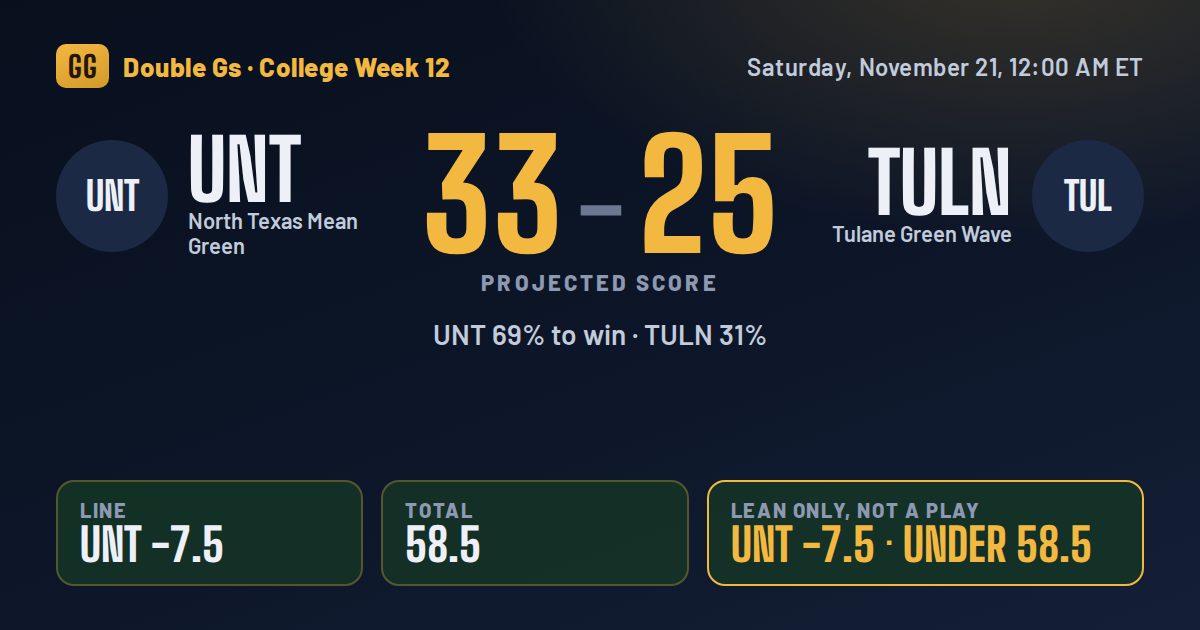 GG Double Gs · College Week 12
Saturday, November 21, 12:00 AM ET
UNT
UNT
North Texas Mean
Green
33 – 25
PROJECTED SCORE
UNT 69% to win · TULN 31%
TULN
Tulane Green Wave
TUL
LINE
UNT −7.5
TOTAL
58.5
LEAN ONLY, NOT A PLAY
UNT −7.5 · UNDER 58.5